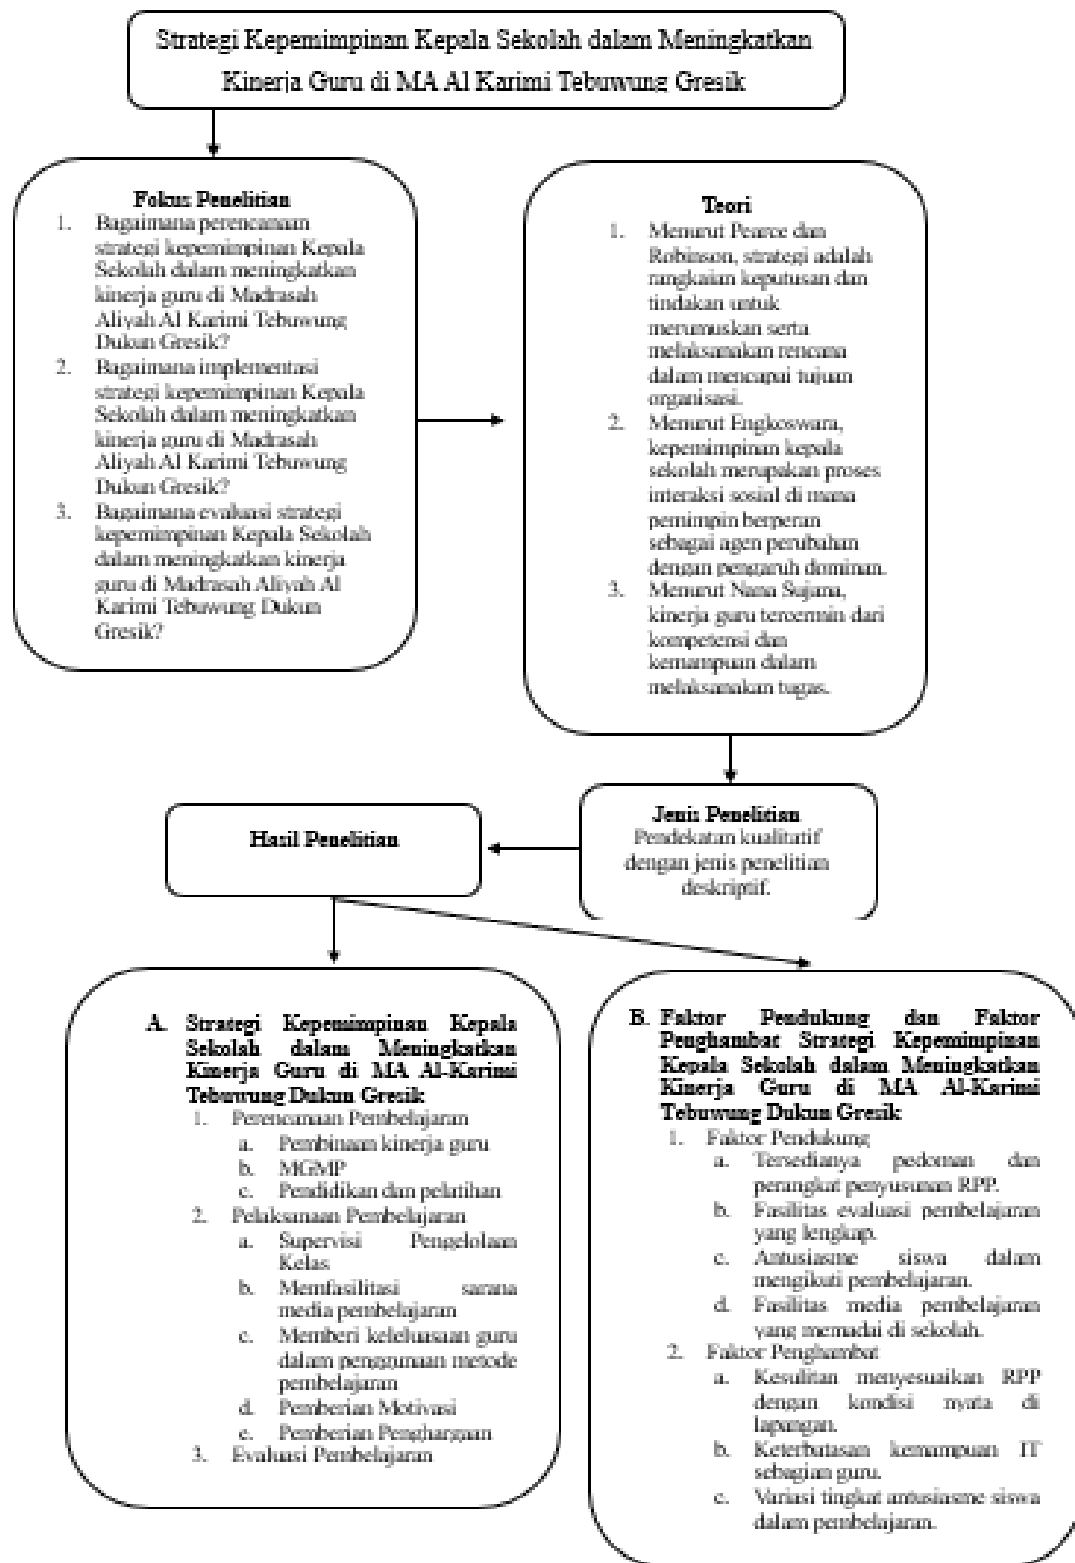 Strategi Kepemimpinan Kepala Sekolah dalam Meningkatkan
Kinerja Guru di MA Al Karimi Tebuwung Gresik
Fokus Penelitian
1. Bagaimana perencanaan
strategi kepemimpinan Kepala
Sekolah dalam meningkatkan
kinerja guru di Madrasah
Aliyah Al Karimi Tebuwung
Dukun Gresik?
2. Bagaimana implementasi
strategi kepemimpinan Kepala
Sekolah dalam meningkatkan
kinerja guru di Madrasah
Aliyah Al Karimi Tebuwung
Dukun Gresik?
3. Bagaimana evaluasi strategi
kepemimpinan Kepala Sekolah
dalam meningkatkan kinerja
guru di Madrasah Aliyah Al
Karimi Tebuwung Dukun
Gresik?
Teori
1. Menurut Pearce dan
Robinson, strategi adalah
rangkaian keputusan dan
tindakan untuk
merumuskan serta
melaksanakan rencana
dalam mencapai tujuan
organisasi.
2. Menurut Engkoswara,
kepemimpinan kepala
sekolah merupakan proses
interaksi sosial di mana
pemimpin berperan
sebagai agen perubahan
dengan pengaruh dominan.
3. Menurut Nana Sujana,
kinerja guru tercermin dari
kompetensi dan
kemampuan dalam
melaksanakan tugas.
Jenis Penelitian
Pendekatan kualitatif
dengan jenis penelitian
deskriptif.
Hasil Penelitian
A. Strategi Kepemimpinan Kepala
Sekolah dalam Meningkatkan
Kinerja Guru di MA Al-Karimi
Tebuwung Dukun Gresik
1. Perencanaan Pembelajaran
a. Pembinaan kinerja guru
b. MGMP
c. Pendidikan dan pelatihan
2. Pelaksanaan Pembelajaran
a. Supervisi Pengelolaan
Kelas
b. Memfasilitasi sarana
media pembelajaran
c. Memberi keleluasaan guru
dalam penggunaan metode
pembelajaran
d. Pemberian Motivasi
e. Pemberian Penghargaan
3. Evaluasi Pembelajaran
B. Faktor Pendukung dan Faktor
Penghambat Strategi Kepemimpinan
Kepala Sekolah dalam Meningkatkan
Kinerja Guru di MA Al-Karimi
Tebuwung Dukun Gresik
1. Faktor Pendukung
a. Tersedianya pedoman dan
perangkat penyusunan RPP.
b. Fasilitas evaluasi pembelajaran
yang lengkap.
c. Antusiasme siswa dalam
mengikuti pembelajaran.
d. Fasilitas media pembelajaran
yang memadai di sekolah.
2. Faktor Penghambat
a. Kesulitan menyesuaikan RPP
dengan kondisi nyata di
lapangan.
b. Keterbatasan kemampuan IT
sebagian guru.
c. Variasi tingkat antusiasme siswa
dalam pembelajaran.